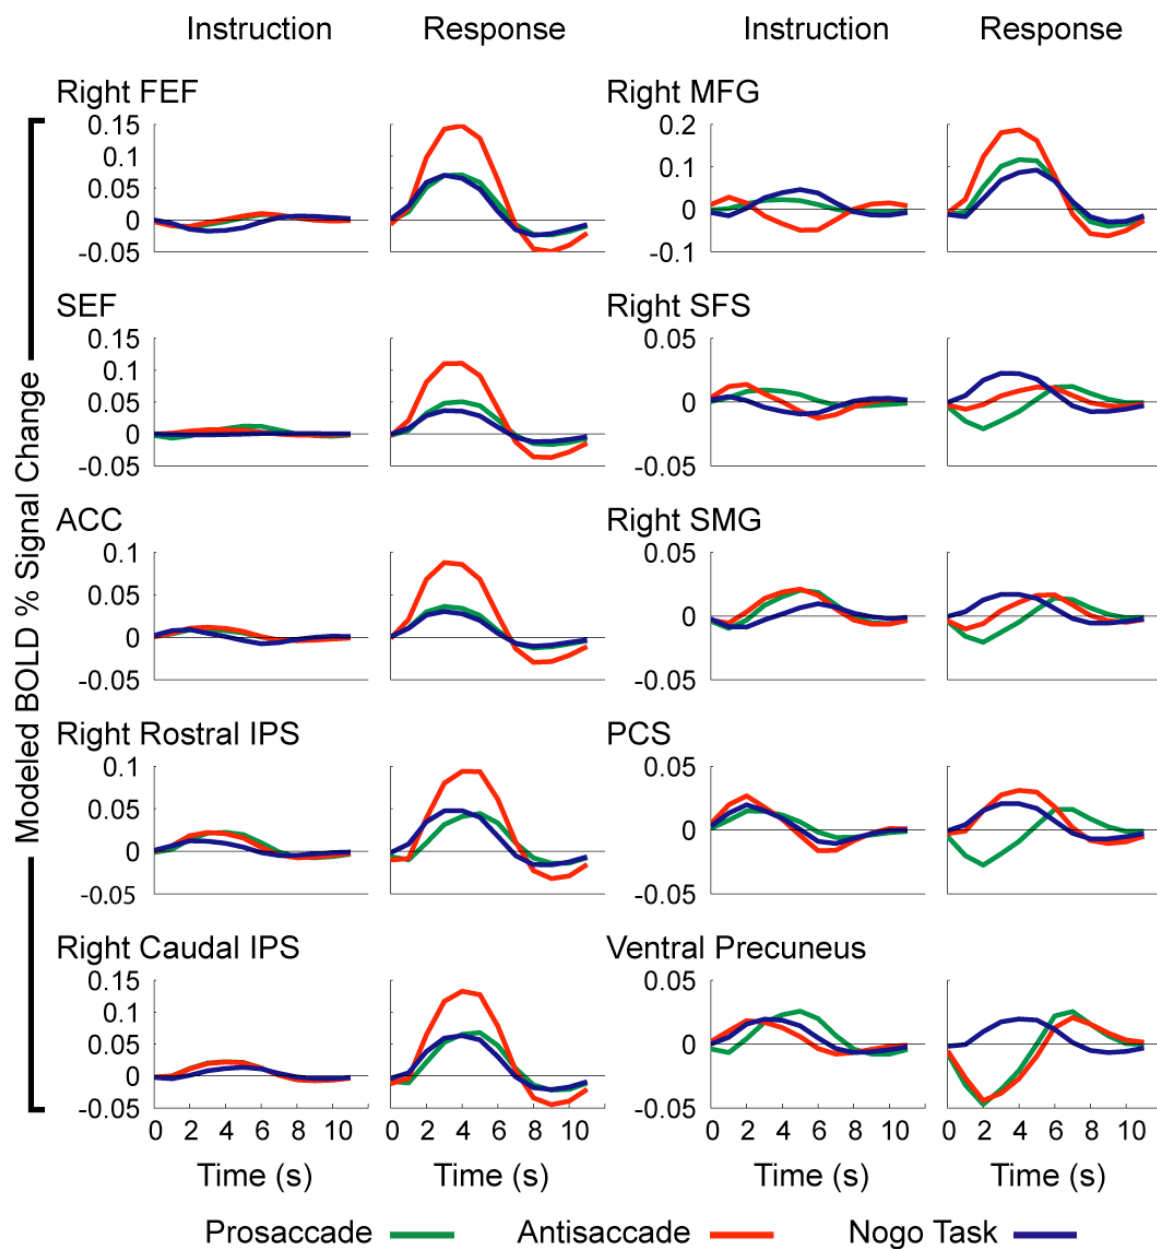 Instruction Response Instruction Response
Right FEF
0.15
0.1
0.05
0
-0.05
Right MFG
0.2
0.1
0
-0.1
SEF
0.15
0.1
0.05
0
-0.05
Right SFS
0.05
0
0.05
ACC
0.1
0.05
0
-0.05
Right SMG
0.05
0
-0.05
Right Rostral IPS
0.1
0.05
0
-0.05
PCS
0.05
0
-0.05
Right Caudal IPS
0.15
0.1
0.05
0
-0.05
Ventral Precuneus
0.05
0
-0.05
Modeled BOLD % Signal Change
0 2 4 6 8 10 0 2 4 6 8 10 0 2 4 6 8 10 0 2 4 6 8 10
Time (s) Time (s) Time (s) Time (s)
Prosaccade Antisaccade Nogo Task